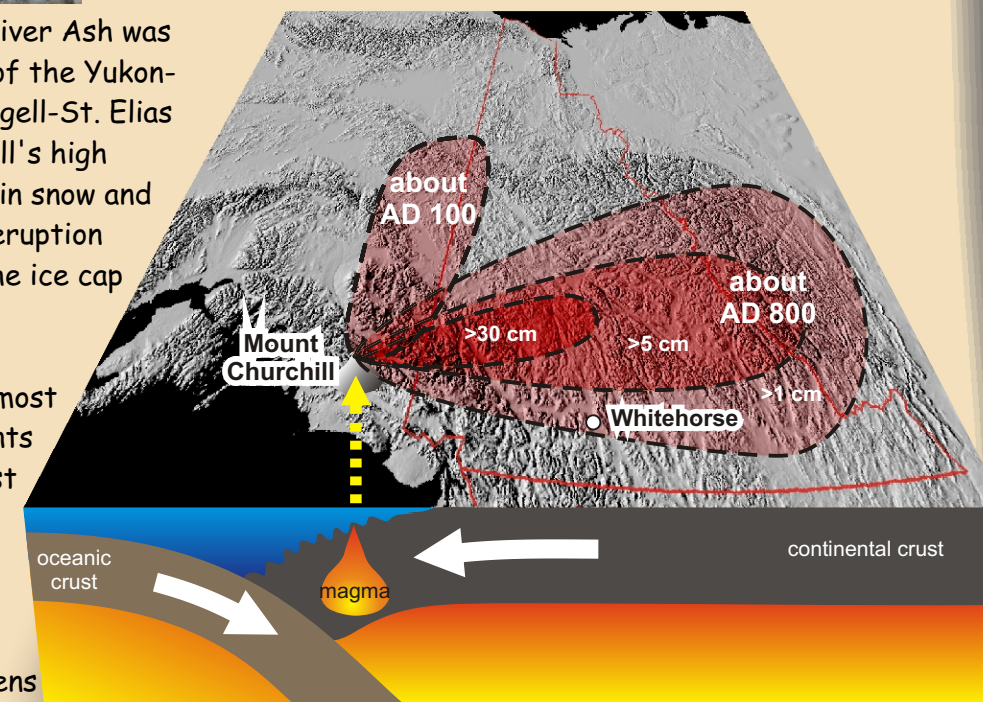 iver Ash was
of the Yukon-
gell-St. Elias
ll's high
in snow and
eruption
ne ice cap
most
nts
st
ens
about
AD 100
about
AD 800
>30 cm
>5 cm
>1 cm
Mount
Churchill
Whitehorse
oceanic
crust
magma
continental crust